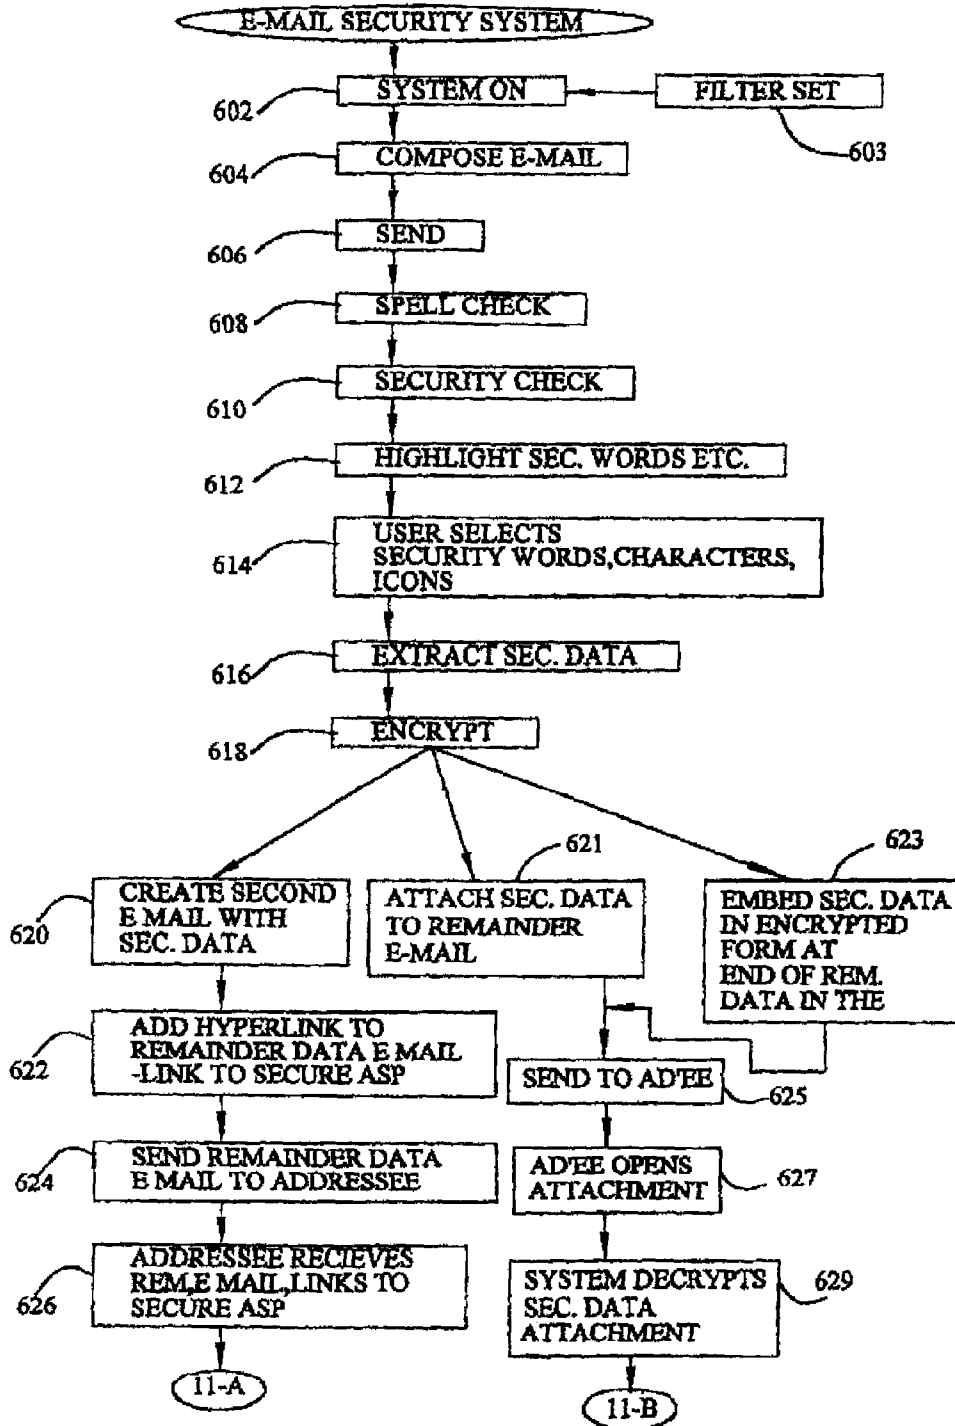 E-MAIL SECURITY SYSTEM
602
SYSTEM ON
FILTER SET
603
604
COMPOSE E-MAIL
606
SEND
608
SPELL CHECK
610
SECURITY CHECK
612
HIGHLIGHT SEC. WORDS ETC.
614
USER SELECTS
SECURITY WORDS,CHARACTERS,
ICONS
616
EXTRACT SEC. DATA
618
ENCRYPT
620
CREATE SECOND
E MAIL WITH
SEC. DATA
621
ATTACH SEC. DATA
TO REMAINDER
E-MAIL
623
EMBED SEC. DATA
IN ENCRYPTED
FORM AT
END OF REM.
DATA IN THE
622
ADD HYPERLINK TO
REMAINDER DATA E MAIL
-LINK TO SECURE ASP
SEND TO AD'EE
625
624
SEND REMAINDER DATA
E MAIL TO ADDRESSEE
AD'EE OPENS
ATTACHMENT
627
626
ADDRESSEE RECIEVES
REM,E MAIL,LINKS TO
SECURE ASP
SYSTEM DECRYPTS
SEC. DATA
ATTACHMENT
629
11-A
11-B